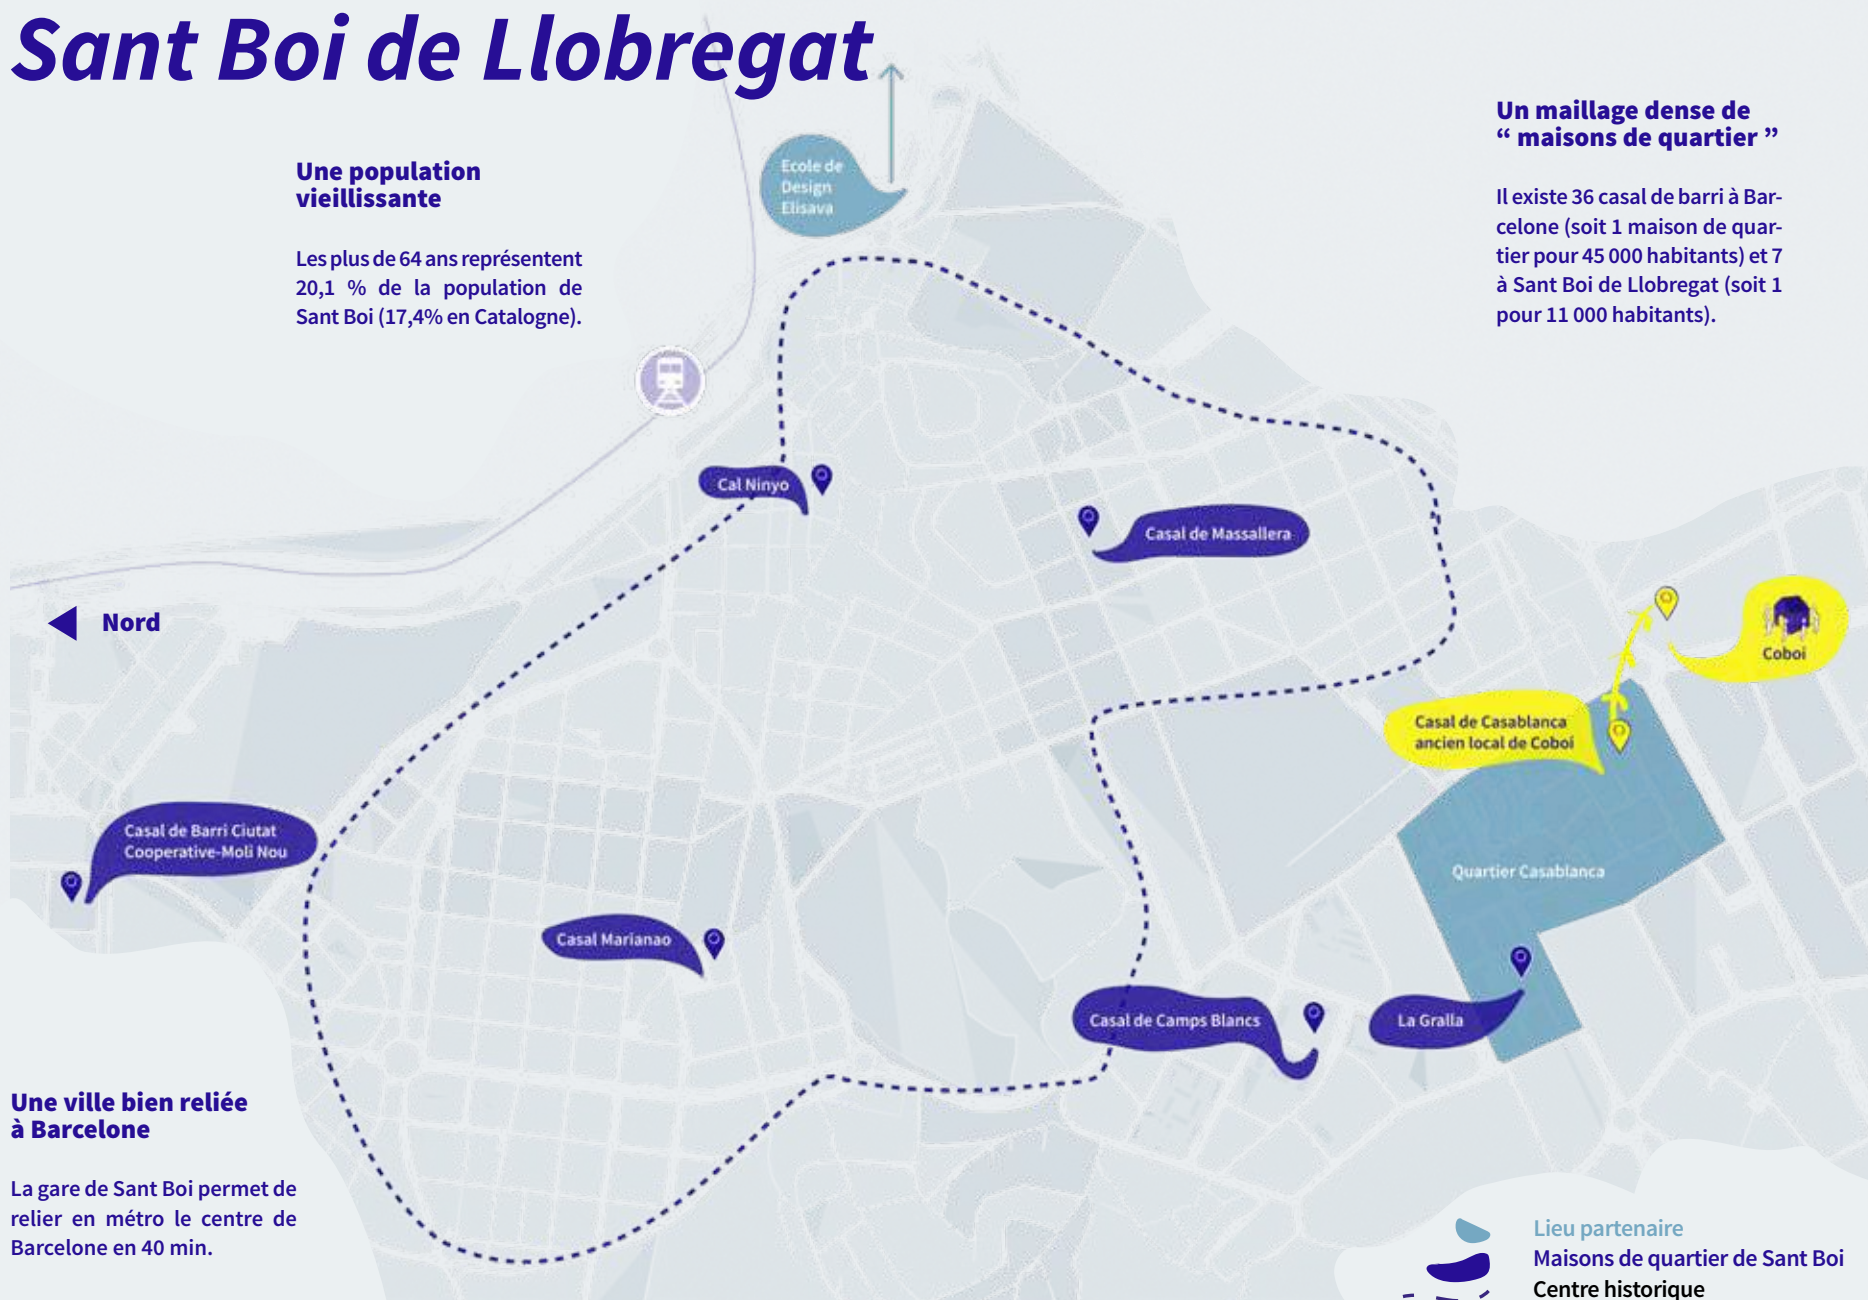 Sant Boi de Llobregat
Une population
vieillissante
Les plus de 64 ans représentent
20,1 % de la population de
Sant Boi (17,4% en Catalogne).
Ecole de
Design
Elisava
Un maillage dense de
“ maisons de quartier ”
Il existe 36 casal de barri à Bar-
celone (soit 1 maison de quar-
tier pour 45 000 habitants) et 7
à Sant Boi de Llobregat (soit 1
pour 11 000 habitants).
Cal Ninyo
Casal de Massallera
Nord
Coboi
Casal de Casablanca
ancien local de Coboi
Casal de Barri Ciutat
Cooperative-Moli Nou
Quartier Casablanca
Casal Marianao
Casal de Camps Blancs
La Gralla
Une ville bien reliée
à Barcelone
La gare de Sant Boi permet de
relier en métro le centre de
Barcelone en 40 min.
Lieu partenaire
Maisons de quartier de Sant Boi
Centre historique